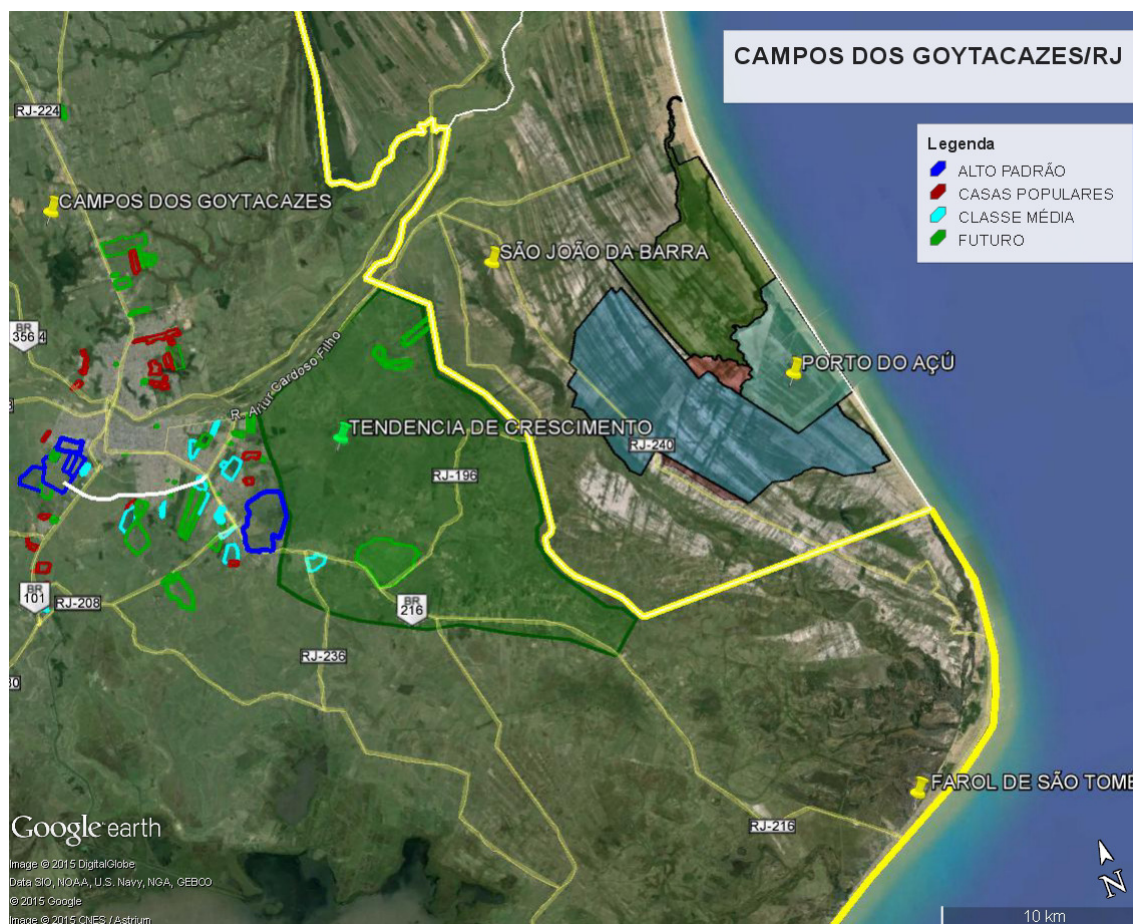 CAMPOS DOS GOYTACAZES/RJ
Legenda
ALTO PADRÃO
CASAS POPULARES
CLASSE MÉDIA
FUTURO
RJ-224
CAMPOS DOS GOYTACAZES
SÃO JOÃO DA BARRA
BR
356
4
PORTO DO AÇÚ
R. Artur Cardoso Filho
TENDENCIA DE CRESCIMENTO
RJ-240
RJ-196
BR
101
RJ-208
BR
216
RJ-236
30
FAROL DE SÃO TOMÉ
RJ-216
Google earth
Image © 2015 DigitalGlobe
Data SIO, NOAA, U.S. Navy, NGA, GEBCO
© 2015 Google
Image © 2015 CNES / Astrium
N
10 km